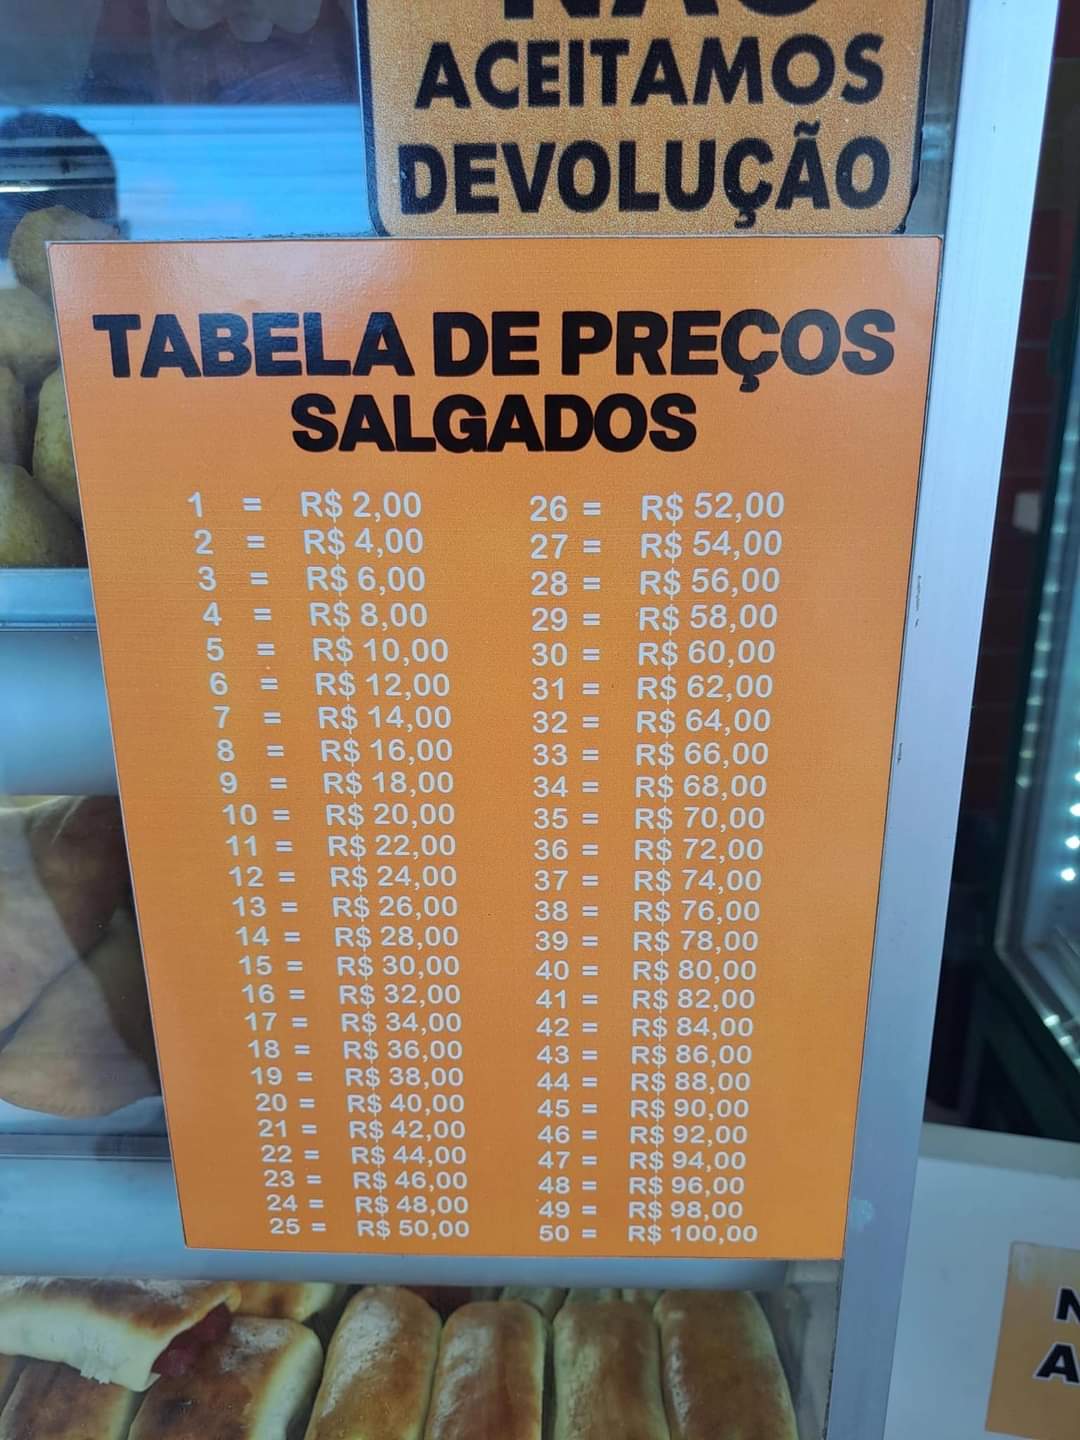 NÃO
ACEITAMOS
DEVOLUÇÃO
TABELA DE PREÇOS
SALGADOS
1 = R$ 2,00
2 = R$ 4,00
3 = R$ 6,00
4 = R$ 8,00
5 = R$ 10,00
6 = R$ 12,00
7 = R$ 14,00
8 = R$ 16,00
9 = R$ 18,00
10 = R$ 20,00
11 = R$ 22,00
12 = R$ 24,00
13 = R$ 26,00
14 = R$ 28,00
15 = R$ 30,00
16 = R$ 32,00
17 = R$ 34,00
18 = R$ 36,00
19 = R$ 38,00
20 = R$ 40,00
21 = R$ 42,00
22 = R$ 44,00
23 = R$ 46,00
24 = R$ 48,00
25 = R$ 50,00
26 = R$ 52,00
27 = R$ 54,00
28 = R$ 56,00
29 = R$ 58,00
30 = R$ 60,00
31 = R$ 62,00
32 = R$ 64,00
33 = R$ 66,00
34 = R$ 68,00
35 = R$ 70,00
36 = R$ 72,00
37 = R$ 74,00
38 = R$ 76,00
39 = R$ 78,00
40 = R$ 80,00
41 = R$ 82,00
42 = R$ 84,00
43 = R$ 86,00
44 = R$ 88,00
45 = R$ 90,00
46 = R$ 92,00
47 = R$ 94,00
48 = R$ 96,00
49 = R$ 98,00
50 = R$ 100,00